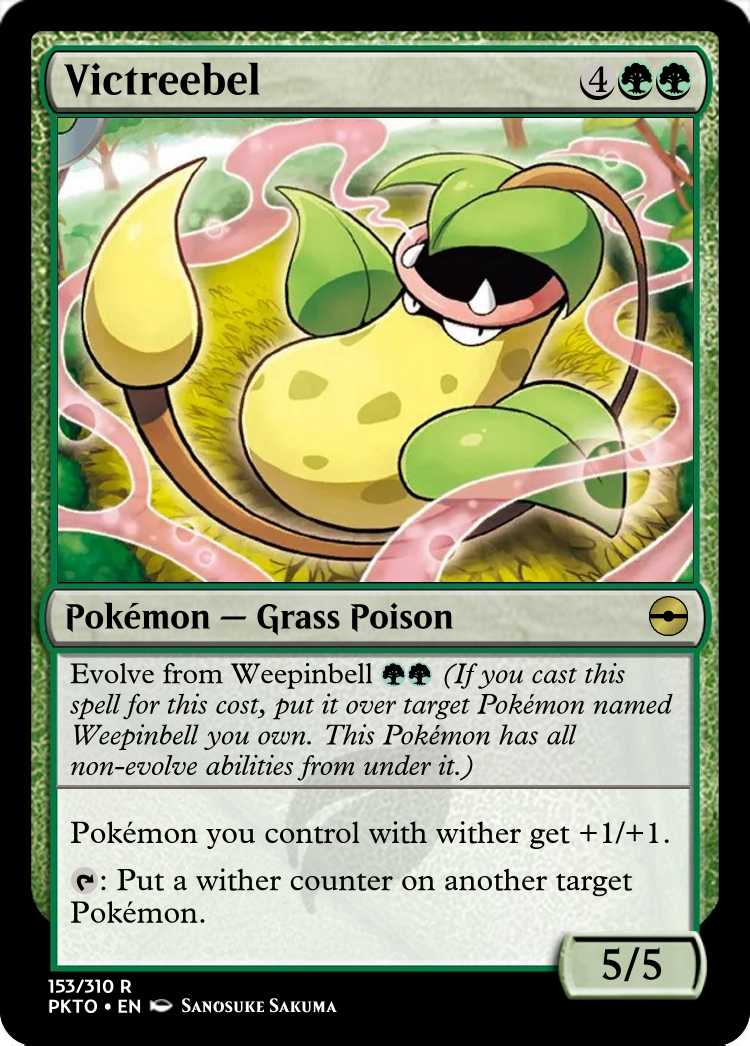 Victreebel 4
Pokémon — Grass Poison
Evolve from Weepinbell (If you cast this
spell for this cost, put it over target Pokémon named
Weepinbell you own. This Pokémon has all
non-evolve abilities from under it.)
Pokémon you control with wither get +1/+1.
: Put a wither counter on another target
Pokémon.
5/5
153/310 R
PKTO • EN Sanosuke Sakuma